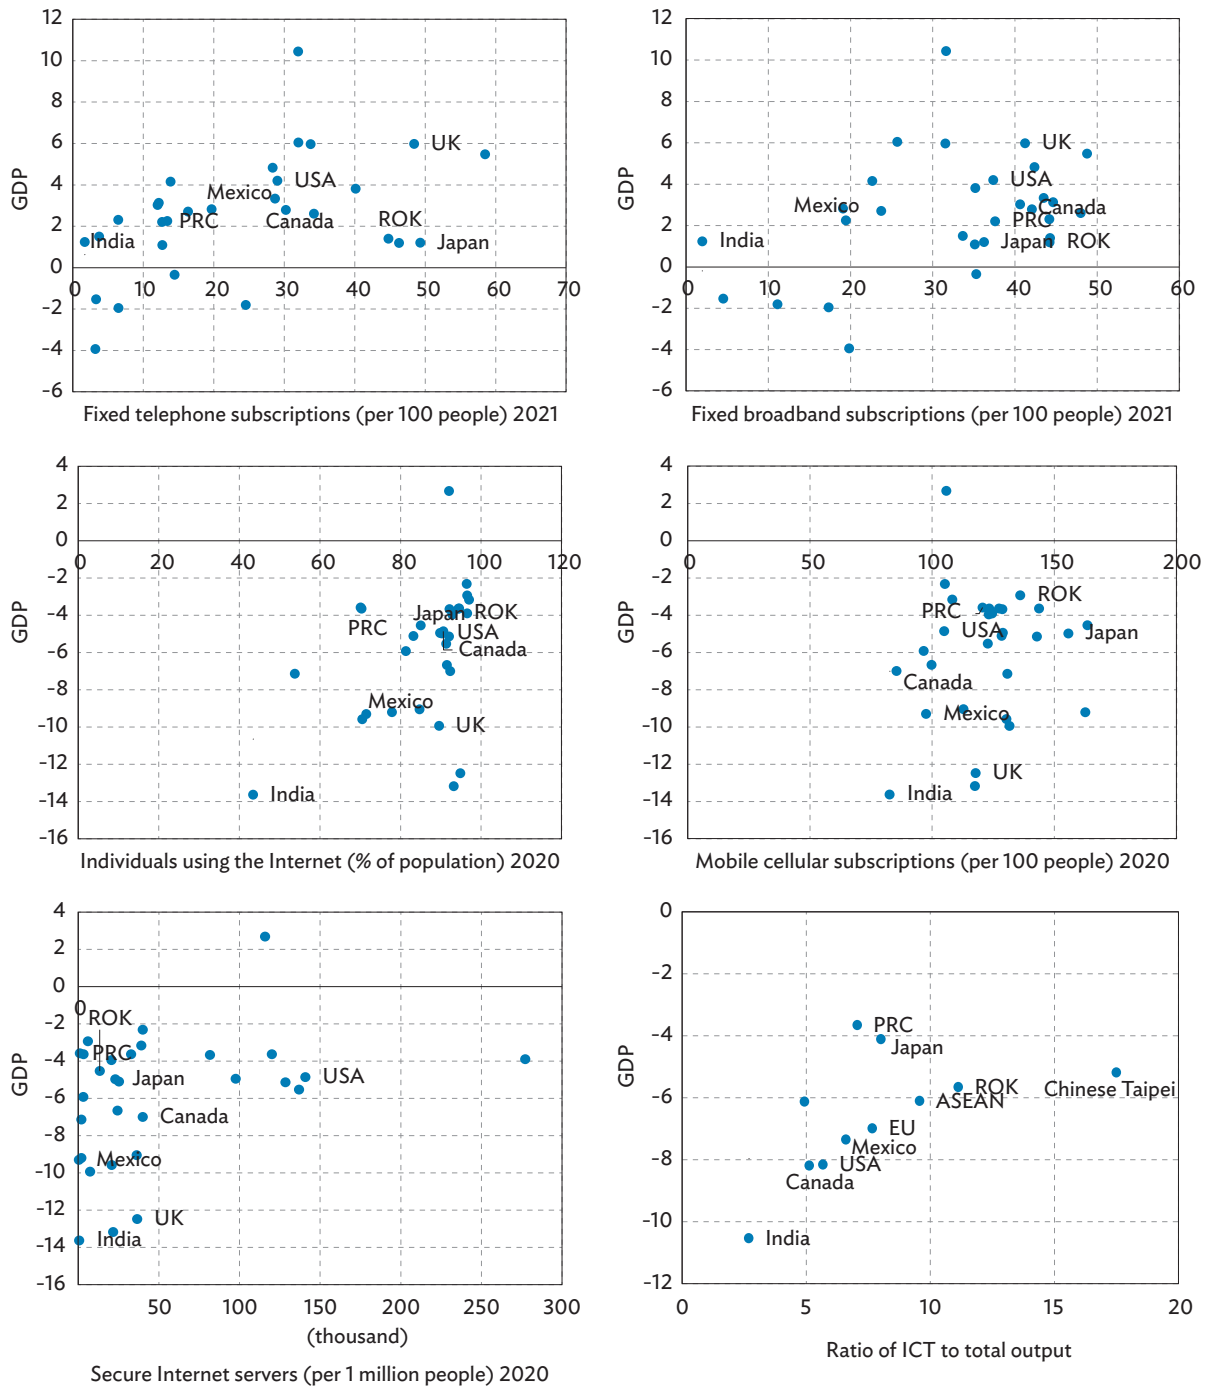 12
10
8
6
4
2
0
-2
-4
-6
GDP
UK
USA
Mexico
Canada
PRC
ROK
India
Japan
0 10 20 30 40 50 60 70
Fixed telephone subscriptions (per 100 people) 2021
12
10
8
6
4
2
0
-2
-4
-6
GDP
UK
USA
Mexico
Canada
PRC
India
Japan
ROK
0 10 20 30 40 50 60
Fixed broadband subscriptions (per 100 people) 2021
4
2
0
-2
-4
-6
-8
-10
-12
-14
-16
GDP
0 20 40 60 80 100 120
Japan
ROK
PRC
USA
Canada
Mexico
UK
India
Individuals using the Internet (% of population) 2020
4
2
0
-2
-4
-6
-8
-10
-12
-14
-16
GDP
0 50 100 150 200
ROK
PRC
USA
Japan
Canada
Mexico
UK
India
Mobile cellular subscriptions (per 100 people) 2020
4
2
0
-2
-4
-6
-8
-10
-12
-14
-16
GDP
0
ROK
PRC
Japan
USA
Canada
Mexico
UK
India
50 100 150 200 250 300
(thousand)
Secure Internet servers (per 1 million people) 2020
0
-2
-4
-6
-8
-10
-12
GDP
PRC
Japan
ROK
Chinese Taipei
ASEAN
EU
Mexico
USA
Canada
India
0 5 10 15 20
Ratio of ICT to total output